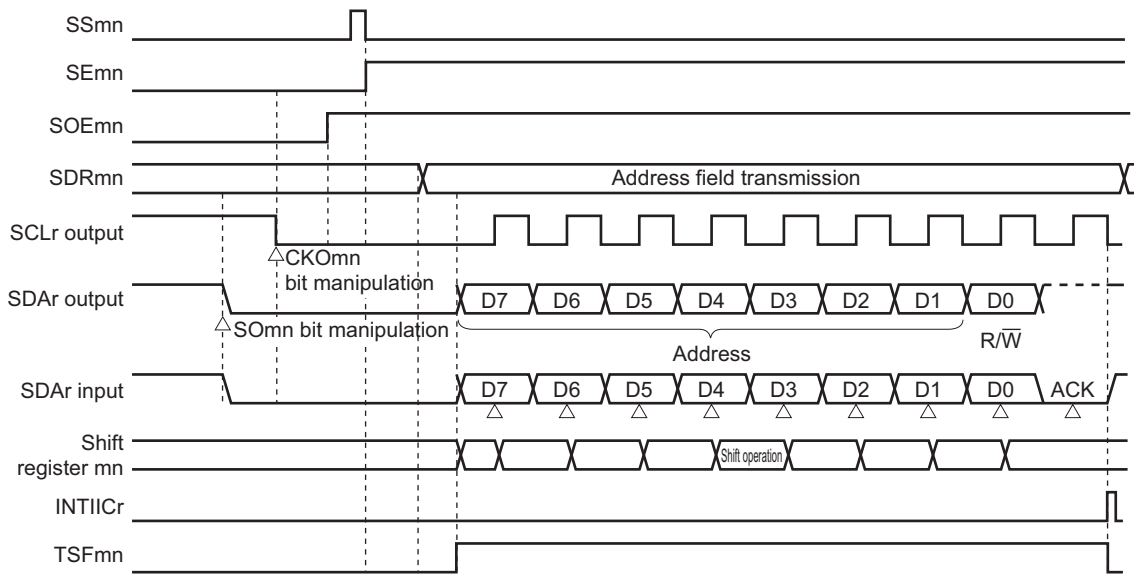 SSmn
SEmn
SOEmn
SDRmn
Address field transmission
SCLr output
CKOmn
bit manipulation
SDAr output
D7 D6 D5 D4 D3 D2 D1 D0
SOmn bit manipulation
Address
R/W̅
SDAr input
D7 D6 D5 D4 D3 D2 D1 D0 ACK
Shift
register mn
Shift operation
INTIICr
TSFmn